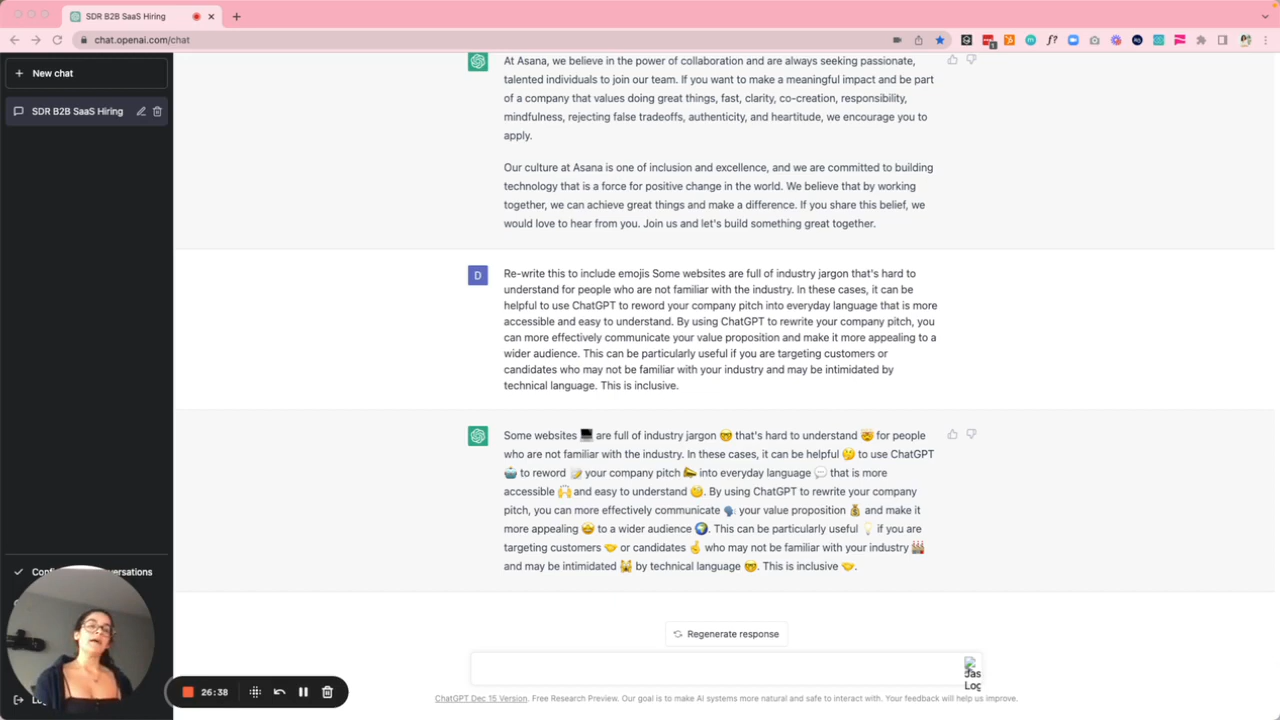 SDR B2B SaaS Hiring
chat.openai.com/chat
New chat
SDR B2B SaaS Hiring
At Asana, we believe in the power of collaboration and are always seeking passionate,
talented individuals to join our team. If you want to make a meaningful impact and be part
of a company that values doing great things, fast, clarity, co-creation, responsibility,
mindfulness, rejecting false tradeoffs, authenticity, and heartitude, we encourage you to
apply.
Our culture at Asana is one of inclusion and excellence, and we are committed to building
technology that is a force for positive change in the world. We believe that by working
together, we can achieve great things and make a difference. If you share this belief, we
would love to hear from you. Join us and let's build something great together.
D
Re-write this to include emojis Some websites are full of industry jargon that's hard to
understand for people who are not familiar with the industry. In these cases, it can be
helpful to use ChatGPT to reword your company pitch into everyday language that is more
accessible and easy to understand. By using ChatGPT to rewrite your company pitch, you
can more effectively communicate your value proposition and make it more appealing to a
wider audience. This can be particularly useful if you are targeting customers or
candidates who may not be familiar with your industry and may be intimidated by
technical language. This is inclusive.
Some websites 💻 are full of industry jargon 🤓 that's hard to understand 🤯 for people
who are not familiar with the industry. In these cases, it can be helpful 🤔 to use ChatGPT
🤖 to reword 📝 your company pitch 📣 into everyday language 💬 that is more
accessible 🙌 and easy to understand 🧐. By using ChatGPT to rewrite your company
pitch, you can more effectively communicate 🗣 your value proposition 💰 and make it
more appealing 🤩 to a wider audience 🌍. This can be particularly useful 💡 if you are
targeting customers 🤝 or candidates 🤞 who may not be familiar with your industry 🏭
and may be intimidated 🙀 by technical language 🤓. This is inclusive 🤝.
Regenerate response
ChatGPT Dec 15 Version. Free Research Preview. Our goal is to make AI systems more natural and safe to interact with. Your feedback will help us improve.
26:38